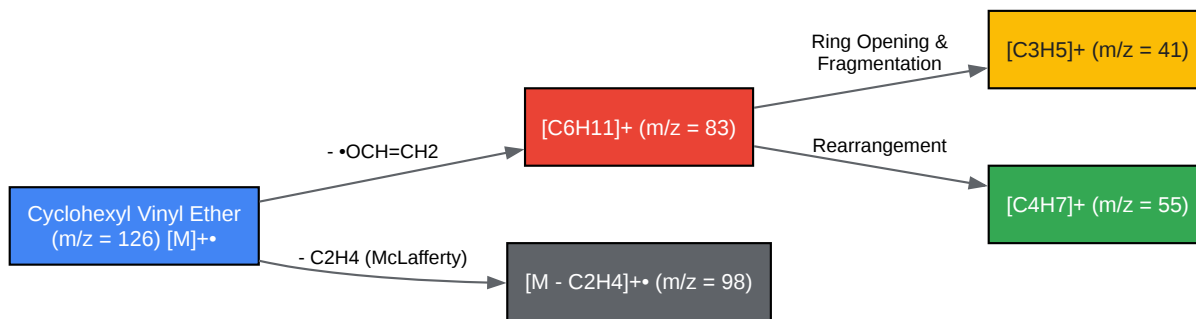 Cyclohexyl Vinyl Ether
(m/z = 126) [M]+•
- •OCH=CH2
- C2H4 (McLafferty)
[C6H11]+ (m/z = 83)
[M - C2H4]+• (m/z = 98)
Ring Opening &
Fragmentation
Rearrangement
[C3H5]+ (m/z = 41)
[C4H7]+ (m/z = 55)